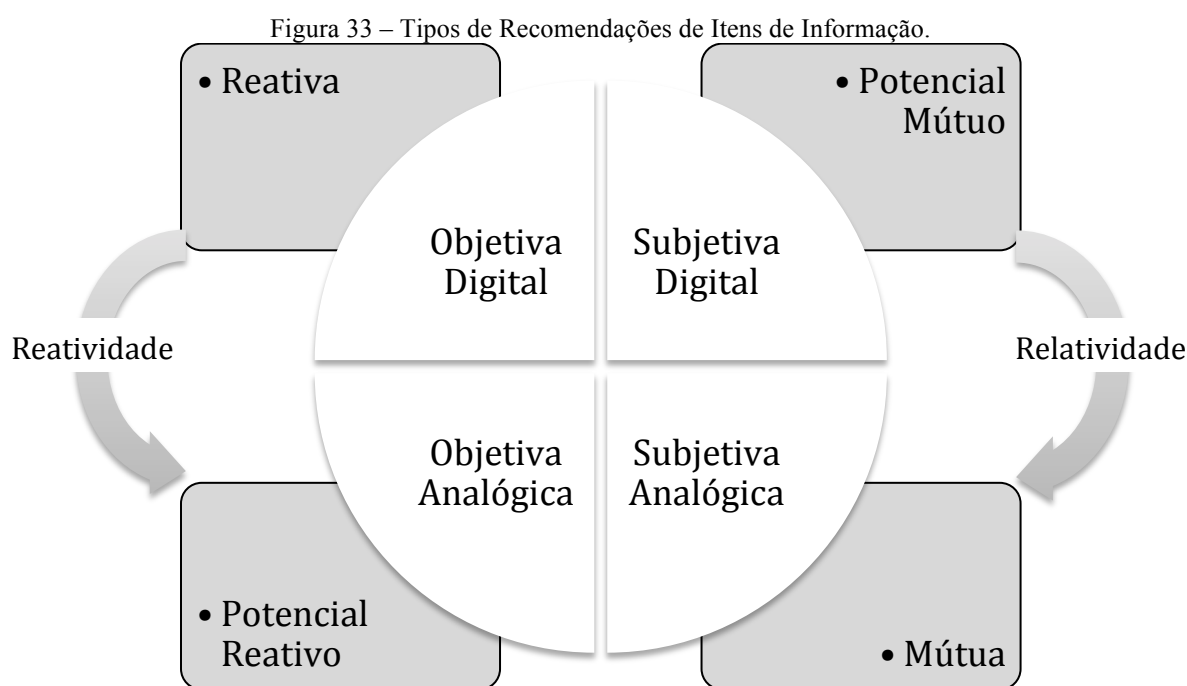 Figura 33 – Tipos de Recomendações de Itens de Informação.
• Reativa
• Potencial
Mútuo
Objetiva
Digital
Subjetiva
Digital
Reatividade
Relatividade
Objetiva
Analógica
Subjetiva
Analógica
• Potencial
Reativo
• Mútua